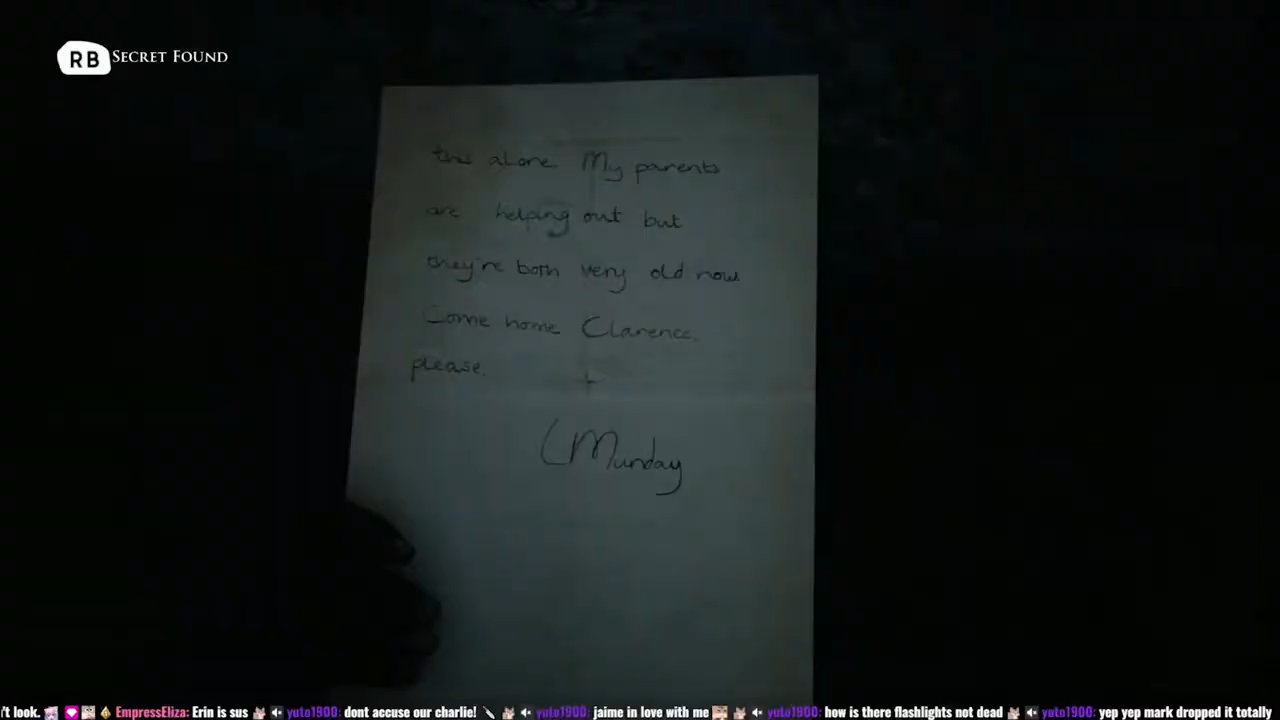 RB SECRET FOUND
this alone. My parents
are helping out but
they're both very old now
Come home Clarence,
please.
LMunday
't look. EmpressEliza: Erin is sus yuto1900: dont accuse our charlie! yuto1900: jaime in love with me yuto1900: how is there flashlights not dead yuto1900: yep yep mark dropped it totally